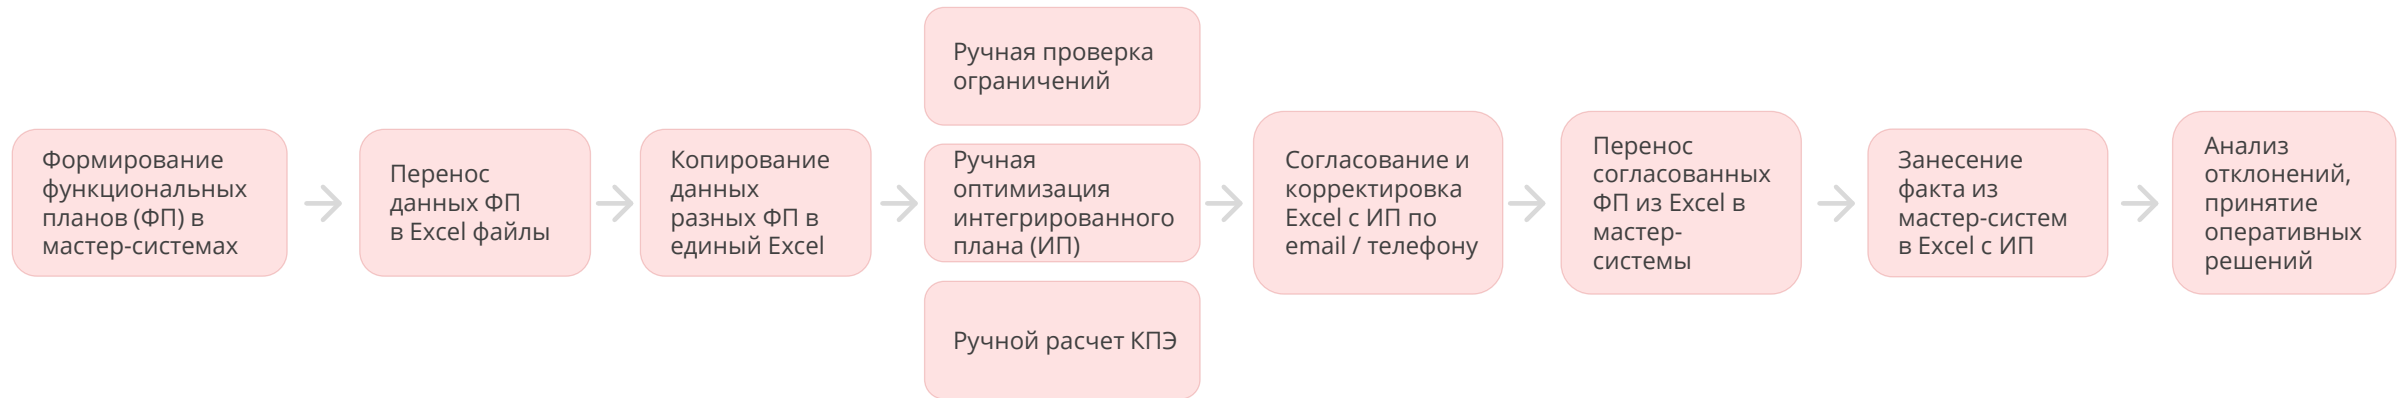 Формирование
функциональных
планов (ФП) в
мастер-системах
Перенос
данных ФП
в Excel файлы
Копирование
данных
разных ФП в
единый Excel
Ручная проверка
ограничений
Ручная
оптимизация
интегрированного
плана (ИП)
Ручной расчет КПЭ
Согласование и
корректировка
Excel с ИП по
email / телефону
Перенос
согласованных
ФП из Excel в
мастер-
системы
Занесение
факта из
мастер-систем
в Excel с ИП
Анализ
отклонений,
принятие
оперативных
решений